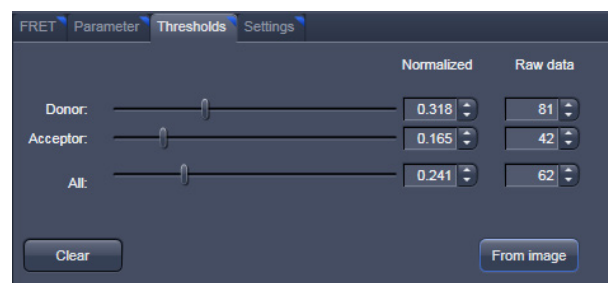 FRET Parameter Thresholds Settings
Normalized Raw data
Donor: 0.318 81
Acceptor: 0.165 42
All: 0.241 62
Clear From image